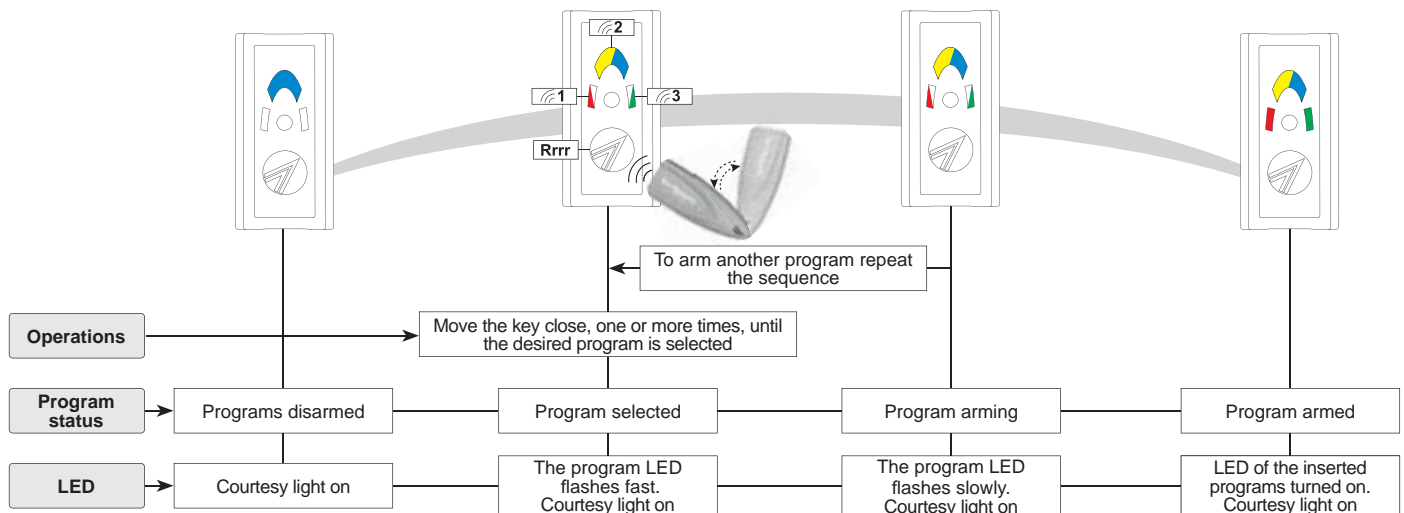 2
1
3
Rrrr
To arm another program repeat
the sequence
Operations
Move the key close, one or more times, until
the desired program is selected
Program
status
Programs disarmed
Program selected
Program arming
Program armed
LED
Courtesy light on
The program LED
flashes fast.
Courtesy light on
The program LED
flashes slowly.
Courtesy light on
LED of the inserted
programs turned on.
Courtesy light on